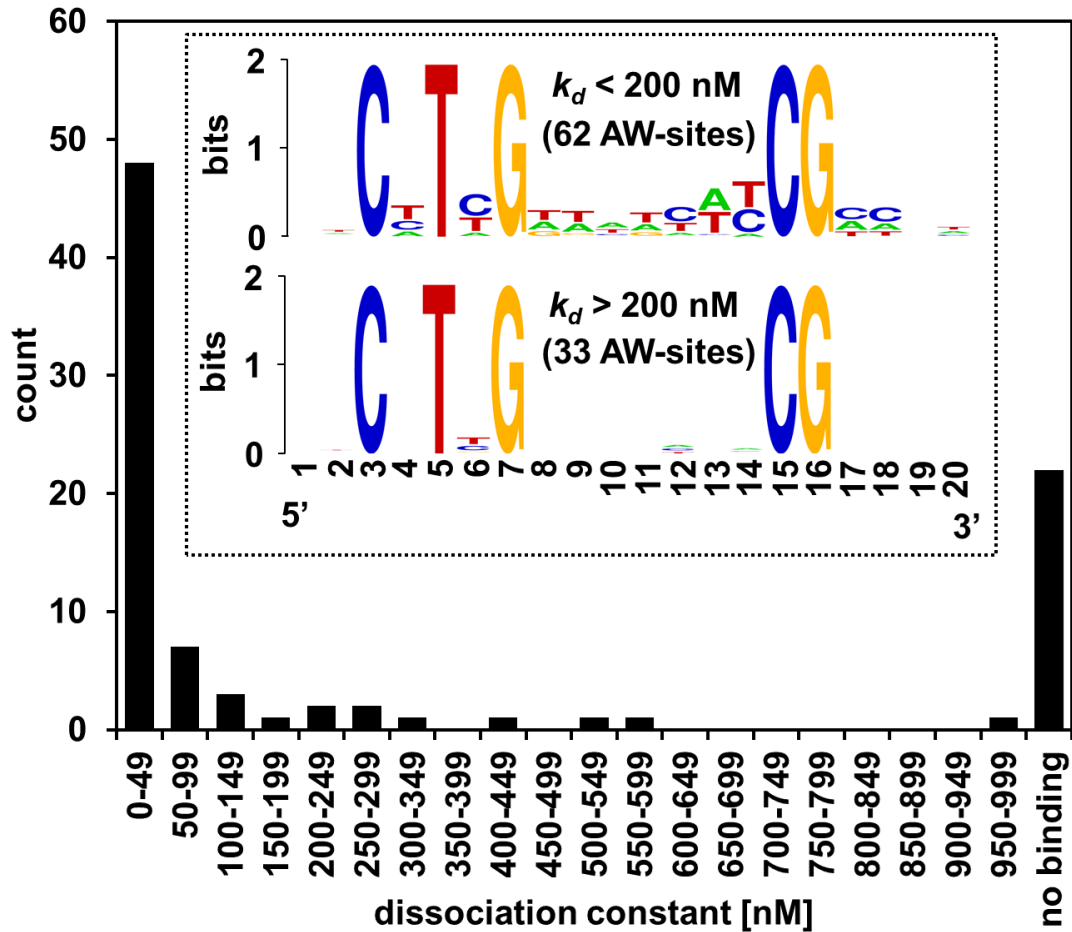 60
50
40
30
20
10
0
count
2
1
0
bits
k_d < 200 nM
(62 AW-sites)
C T C T C G T T A T C A T C G C C T
2
1
0
bits
k_d > 200 nM
(33 AW-sites)
C T T G C G
1 2 3 4 5 6 7 8 9 10 11 12 13 14 15 16 17 18 19 20
5’
3’
0-49
50-99
100-149
150-199
200-249
250-299
300-349
350-399
400-449
450-499
500-549
550-599
600-649
650-699
700-749
750-799
800-849
850-899
900-949
950-999
no binding
dissociation constant [nM]